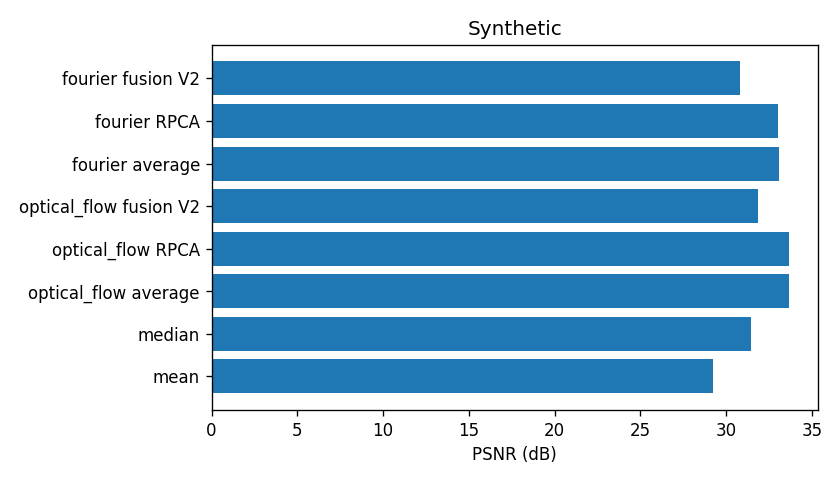 Synthetic
fourier fusion V2
fourier RPCA
fourier average
optical_flow fusion V2
optical_flow RPCA
optical_flow average
median
mean
0 5 10 15 20 25 30 35
PSNR (dB)